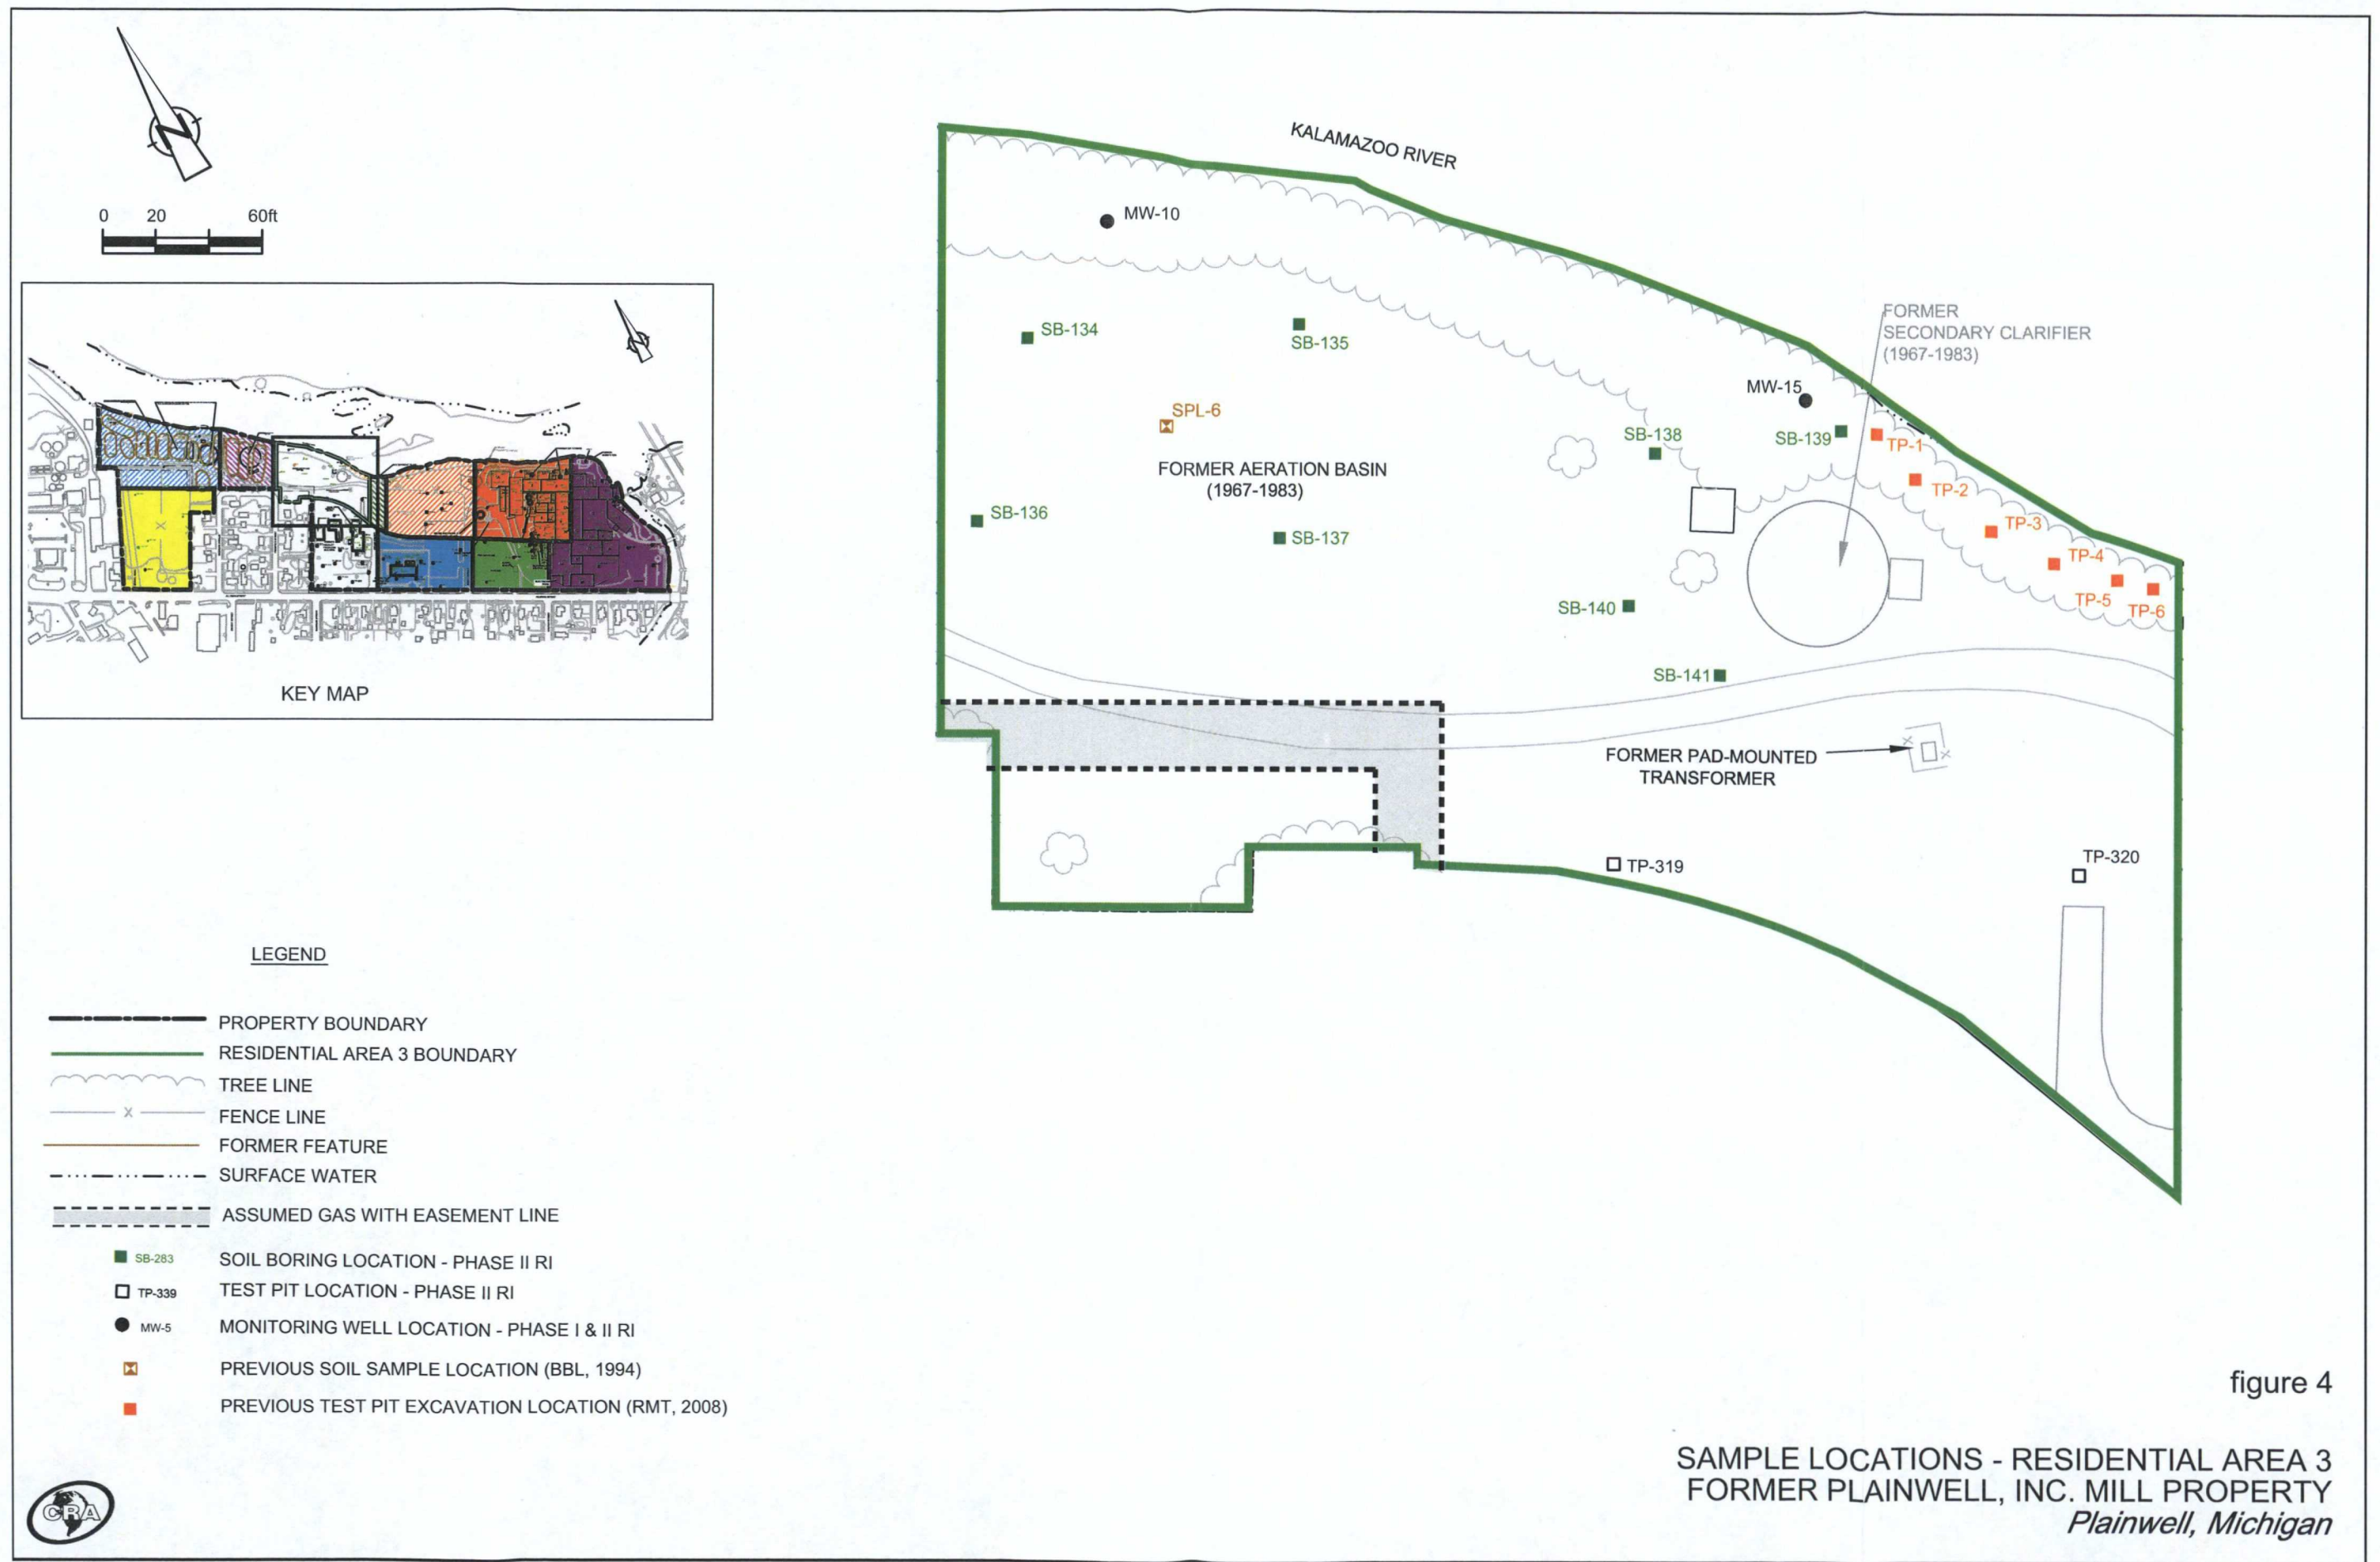 N
0 20 60ft
KEY MAP
KALAMAZOO RIVER
MW-10
SB-134
SB-135
SPL-6
FORMER AERATION BASIN
(1967-1983)
SB-136
SB-137
FORMER
SECONDARY CLARIFIER
(1967-1983)
MW-15
SB-138
SB-139
TP-1
TP-2
TP-3
TP-4
TP-5
TP-6
SB-140
SB-141
FORMER PAD-MOUNTED
TRANSFORMER
TP-319
TP-320
LEGEND
PROPERTY BOUNDARY
RESIDENTIAL AREA 3 BOUNDARY
TREE LINE
X FENCE LINE
FORMER FEATURE
SURFACE WATER
ASSUMED GAS WITH EASEMENT LINE
SB-283 SOIL BORING LOCATION - PHASE II RI
TP-339 TEST PIT LOCATION - PHASE II RI
MW-5 MONITORING WELL LOCATION - PHASE I & II RI
PREVIOUS SOIL SAMPLE LOCATION (BBL, 1994)
PREVIOUS TEST PIT EXCAVATION LOCATION (RMT, 2008)
CRA
figure 4
SAMPLE LOCATIONS - RESIDENTIAL AREA 3
FORMER PLAINWELL, INC. MILL PROPERTY
Plainwell, Michigan